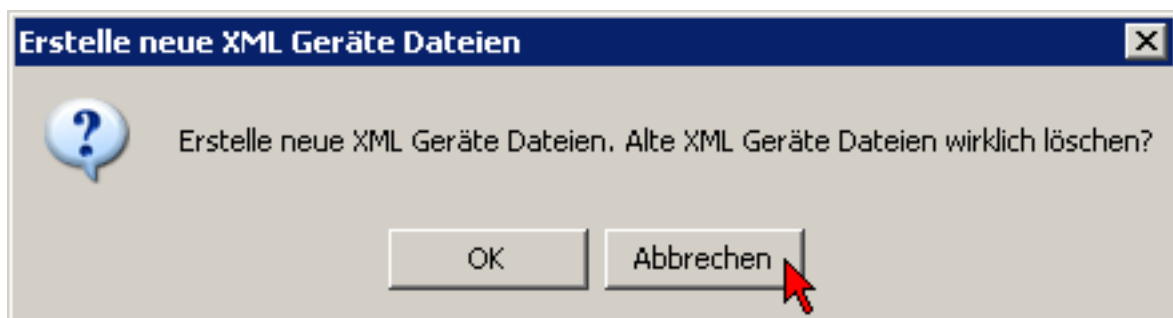 Erstelle neue XML Geräte Dateien
Erstelle neue XML Geräte Dateien. Alte XML Geräte Dateien wirklich löschen?
OK
Abbrechen